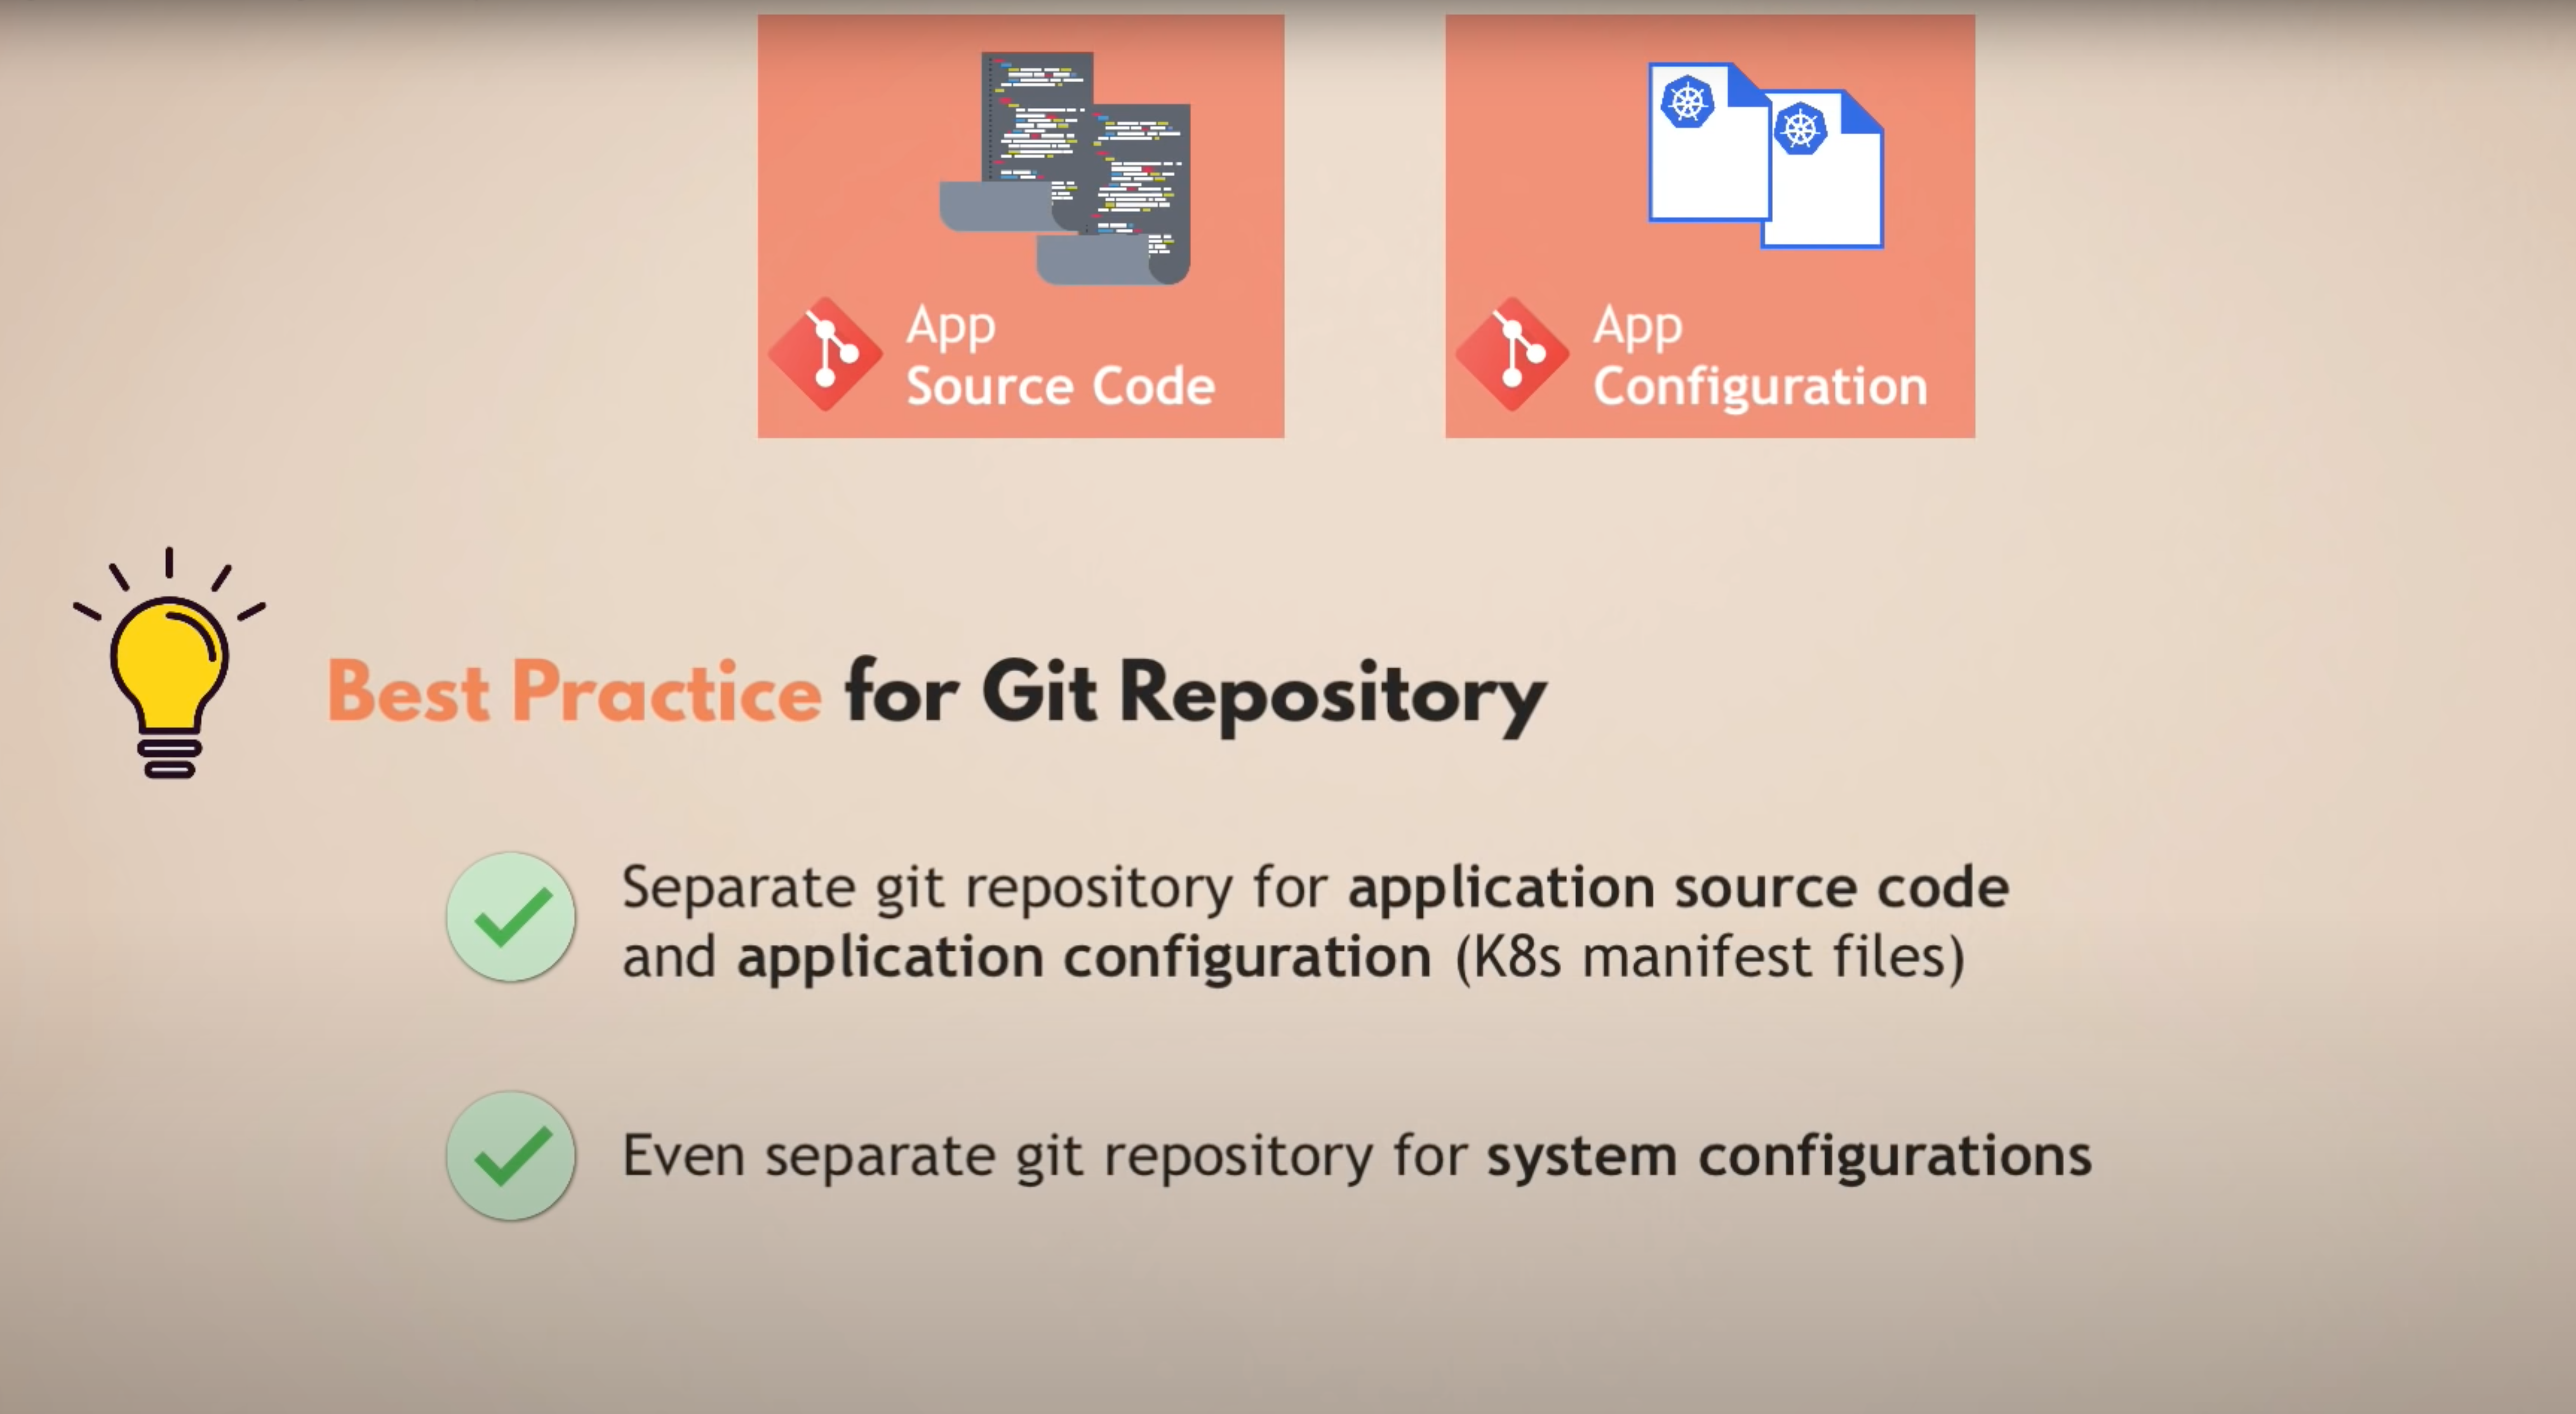 App
Source Code
App
Configuration
Best Practice for Git Repository
Separate git repository for application source code
and application configuration (K8s manifest files)
Even separate git repository for system configurations